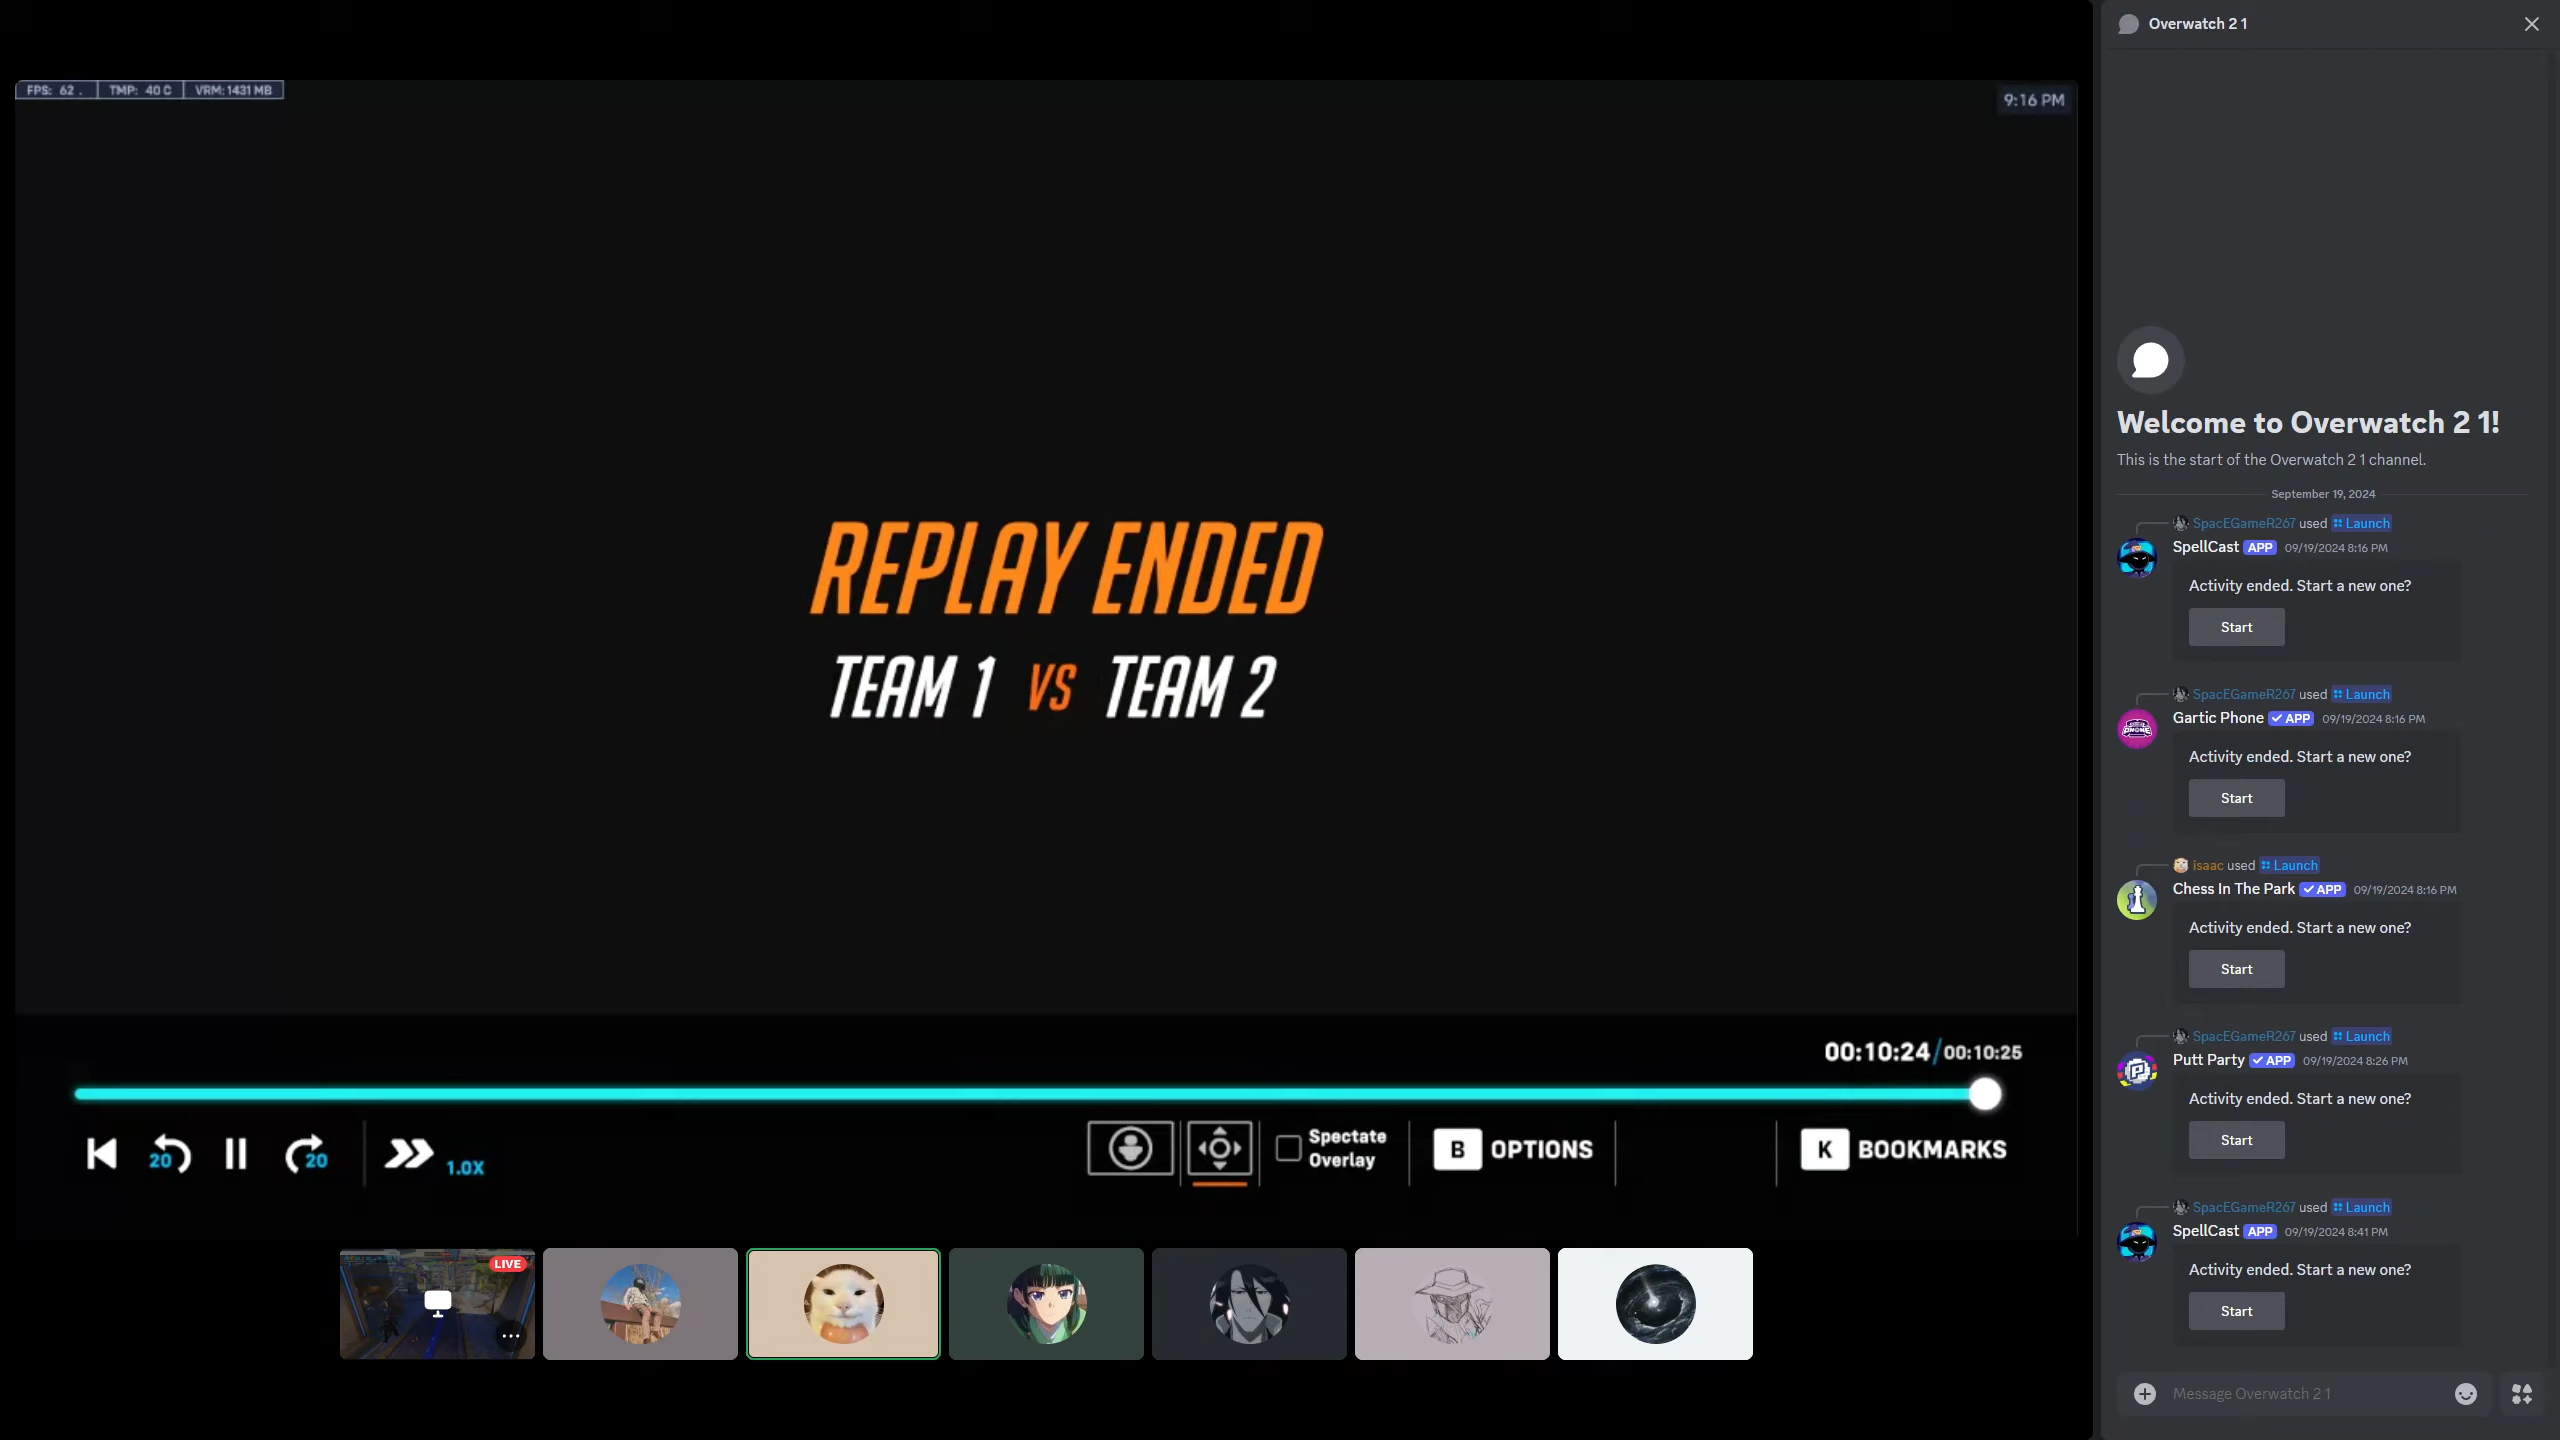 FPS: 62 . TMP: 40 C VRM: 1431 MB
9:16 PM
REPLAY ENDED
TEAM 1 VS TEAM 2
00:10:24/00:10:25
20 20 1.0X
Spectate
Overlay
B OPTIONS
K BOOKMARKS
LIVE
Overwatch 2 1
Welcome to Overwatch 2 1!
This is the start of the Overwatch 2 1 channel.
September 19, 2024
SpacEGameR267 used Launch
SpellCast APP 09/19/2024 8:16 PM
Activity ended. Start a new one?
Start
SpacEGameR267 used Launch
Gartic Phone APP 09/19/2024 8:16 PM
Activity ended. Start a new one?
Start
isaac used Launch
Chess In The Park APP 09/19/2024 8:16 PM
Activity ended. Start a new one?
Start
SpacEGameR267 used Launch
Putt Party APP 09/19/2024 8:26 PM
Activity ended. Start a new one?
Start
SpacEGameR267 used Launch
SpellCast APP 09/19/2024 8:41 PM
Activity ended. Start a new one?
Start
Message Overwatch 2 1